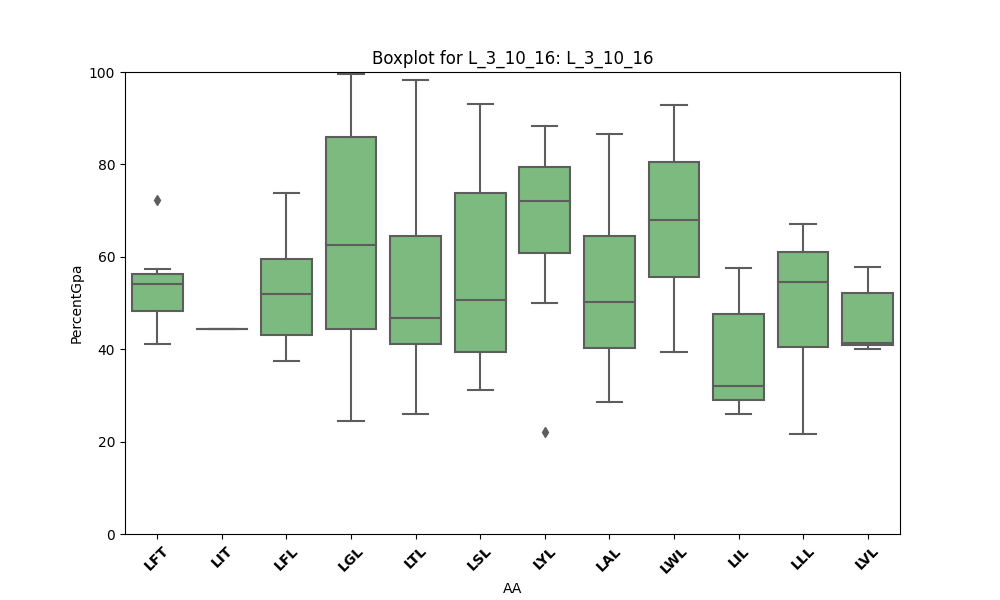 Boxplot for L_3_10_16: L_3_10_16
100
80
60
40
20
0
PercentGpa
LFT
LIT
LFL
LGL
LTL
LSL
LYL
LAL
LWL
LIL
LLL
LVL
AA